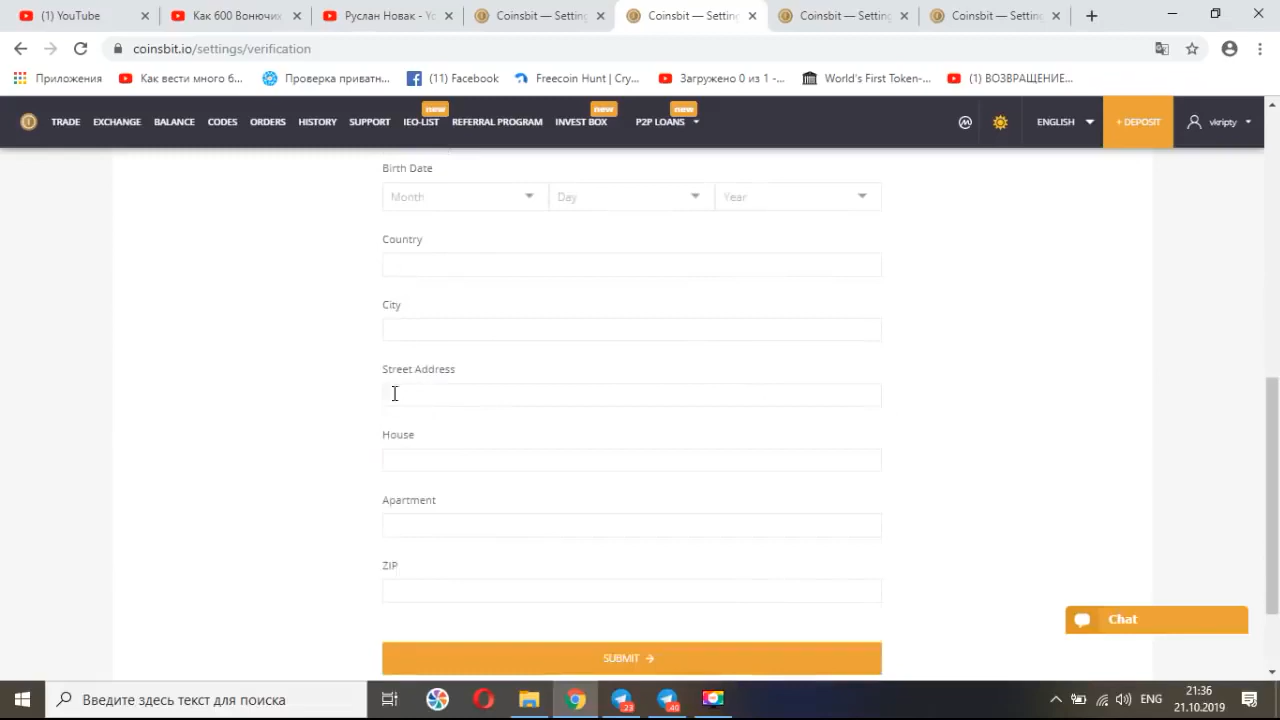 (1) YouTube
Как 600 Вонючих
Руслан Новак - Yo
Coinsbit — Setting
Coinsbit — Setting
Coinsbit — Setting
Coinsbit — Setting
coinsbit.io/settings/verification
Приложения
Как вести много б...
Проверка приватн...
(11) Facebook
Freecoin Hunt | Cry...
Загружено 0 из 1 -...
World's First Token-...
(1) ВОЗВРАЩЕНИЕ...
new new new
TRADE EXCHANGE BALANCE CODES ORDERS HISTORY SUPPORT IEO-LIST REFERRAL PROGRAM INVEST BOX P2P LOANS ENGLISH + DEPOSIT vkripty
Birth Date
Month Day Year
Country
City
Street Address
House
Apartment
ZIP
Chat
SUBMIT →
Введите здесь текст для поиска
23
40
ENG
21:36
21.10.2019